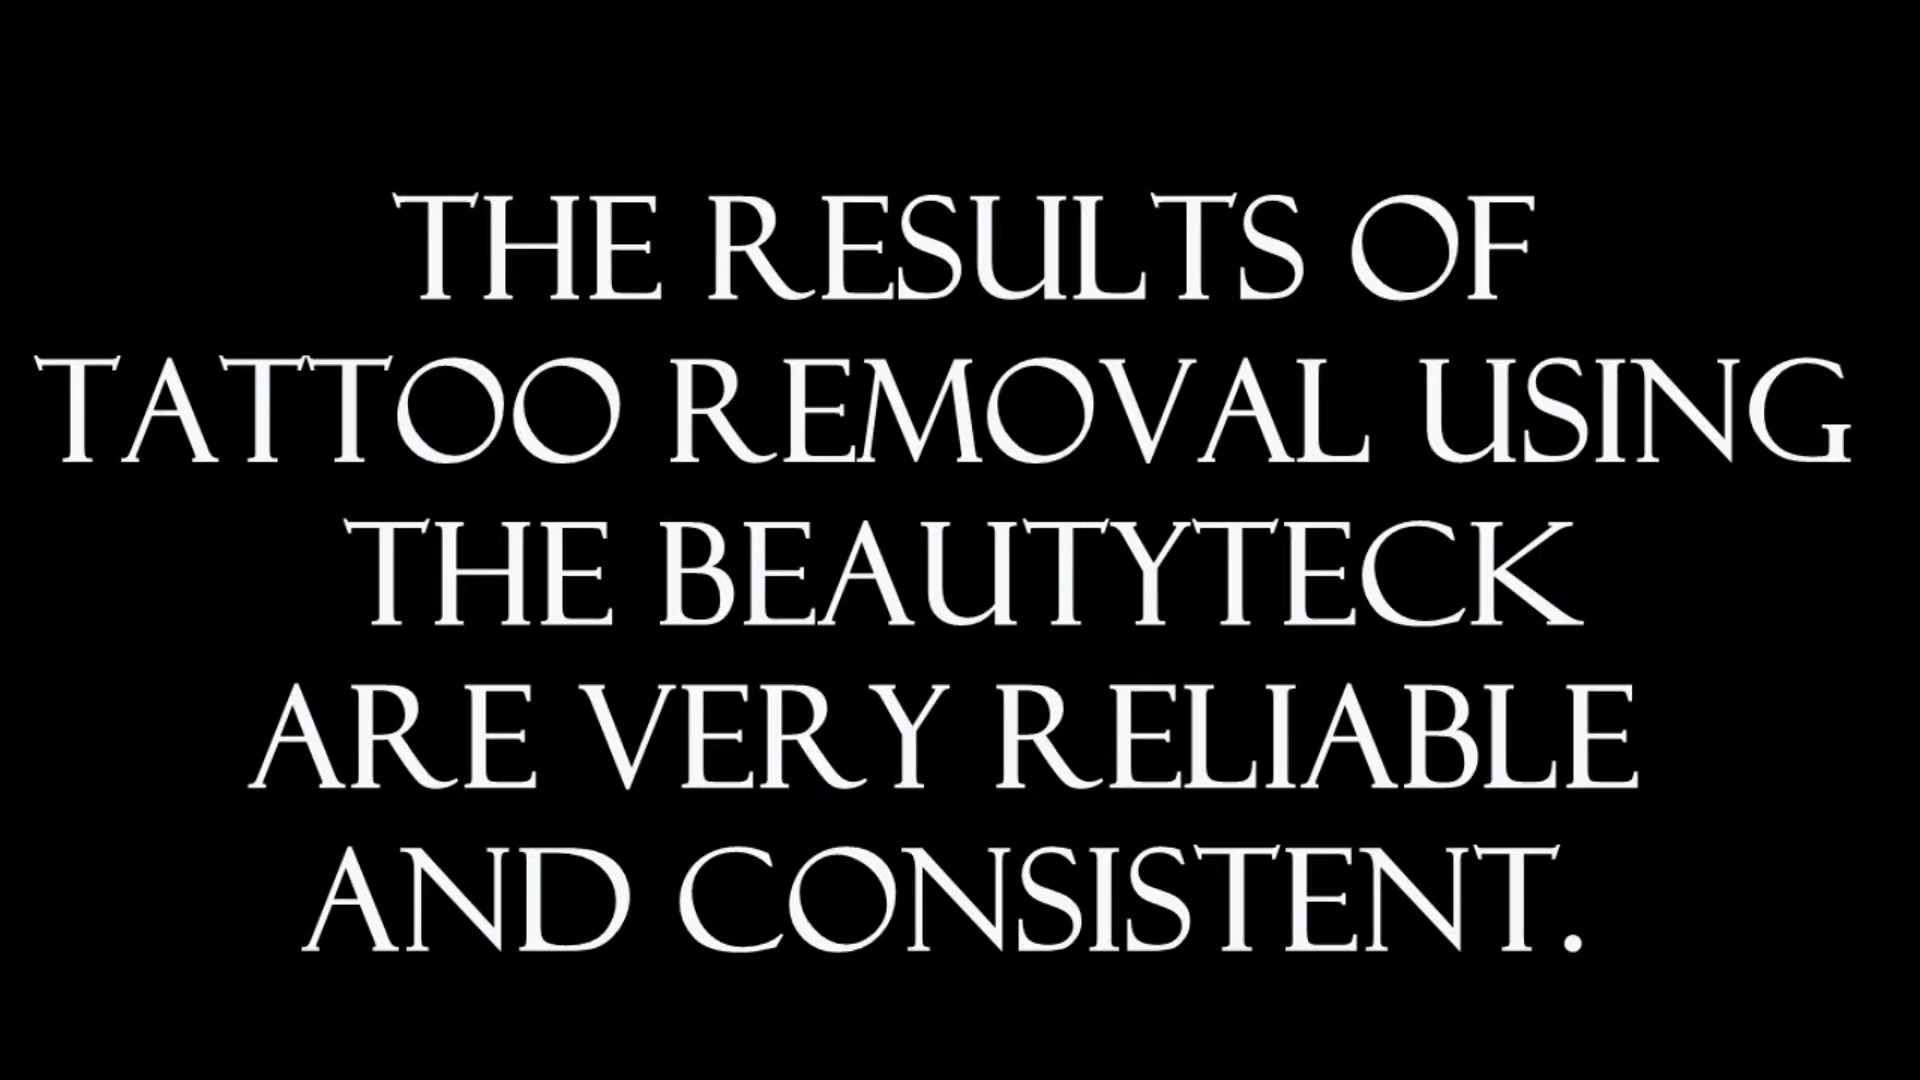 THE RESULTS OF
TATTOO REMOVAL USING
THE BEAUTYTECK
ARE VERY RELIABLE
AND CONSISTENT.